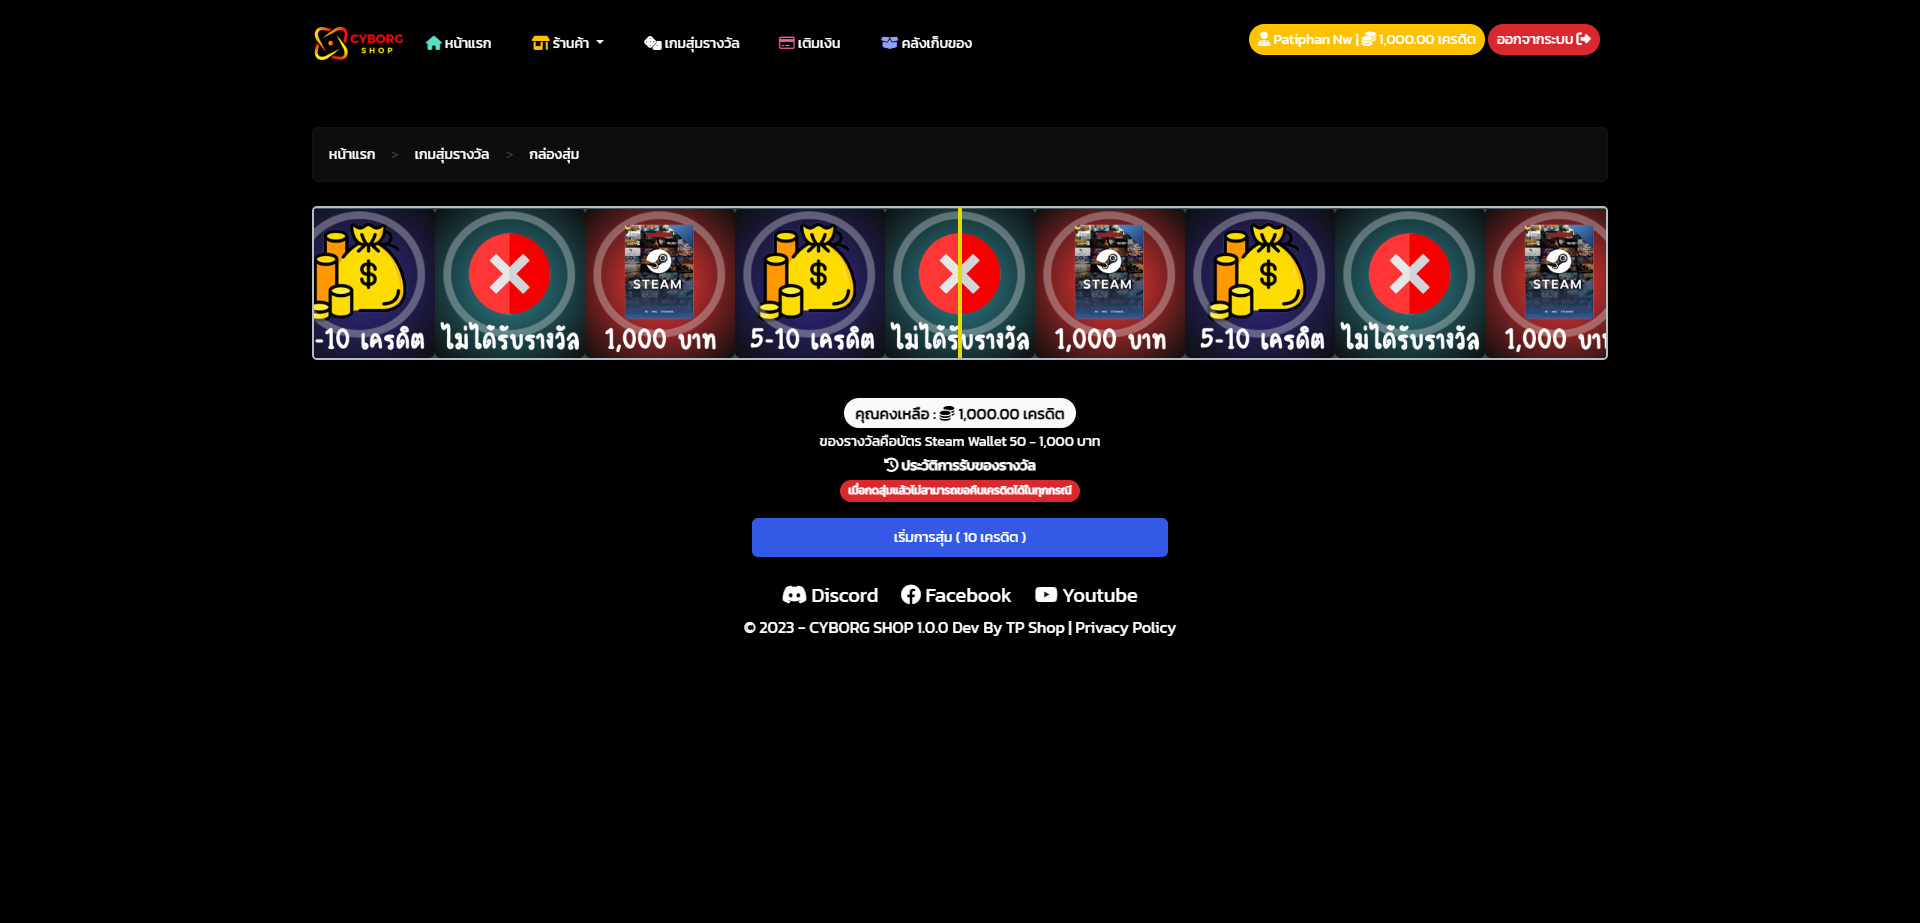 CYBORG SHOP หน้าแรก ร้านค้า เกมสุ่มรางวัล เติมเงิน คลังเก็บของ Patiphan Nw | 1,000.00 เครดิต ออกจากระบบ
หน้าแรก > เกมสุ่มรางวัล > กล่องสุ่ม
STEAM STEAM STEAM
-10 เครดิต ไม่ได้รับรางวัล 1,000 บาท 5-10 เครดิต ไม่ได้รับรางวัล 1,000 บาท 5-10 เครดิต ไม่ได้รับรางวัล 1,000 บา
คุณคงเหลือ : 1,000.00 เครดิต
ของรางวัลคือบัตร Steam Wallet 50 - 1,000 บาท
ประวัติการรับของรางวัล
เมื่อกดสุ่มแล้วไม่สามารถขอคืนเครดิตได้ในทุกกรณี
เริ่มการสุ่ม ( 10 เครดิต )
Discord Facebook Youtube
© 2023 - CYBORG SHOP 1.0.0 Dev By TP Shop | Privacy Policy